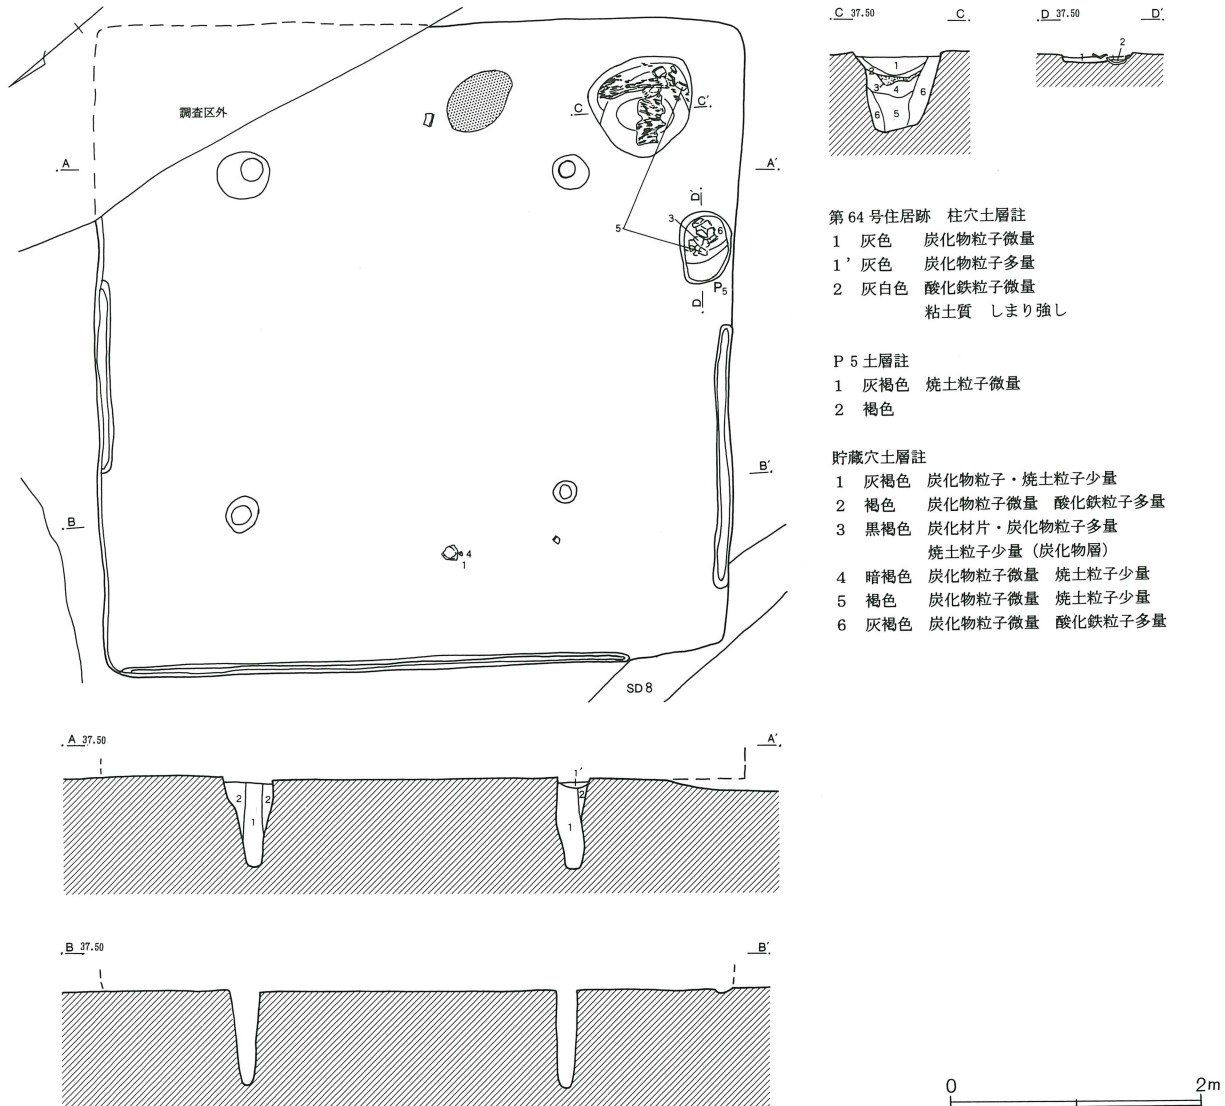 C 37.50 C.
D 37.50 D′
1
2
2
1
3
4
6
6
5
調査区外
C
C′
A
A′
D′
3
6
5
P5
D
B
B′
4
1
SD8
第64号住居跡 柱穴土層註
1 灰色 炭化物粒子微量
1’ 灰色 炭化物粒子多量
2 灰白色 酸化鉄粒子微量
粘土質 しまり強し
P5土層註
1 灰褐色 焼土粒子微量
2 褐色
貯蔵穴土層註
1 灰褐色 炭化物粒子・焼土粒子少量
2 褐色 炭化物粒子微量 酸化鉄粒子多量
3 黒褐色 炭化材片・炭化物粒子多量
焼土粒子少量（炭化物層）
4 暗褐色 炭化物粒子微量 焼土粒子少量
5 褐色 炭化物粒子微量 焼土粒子少量
6 灰褐色 炭化物粒子微量 酸化鉄粒子多量
A 37.50
A′
2
2
1
1′
2
1
B 37.50
B′
0 2m